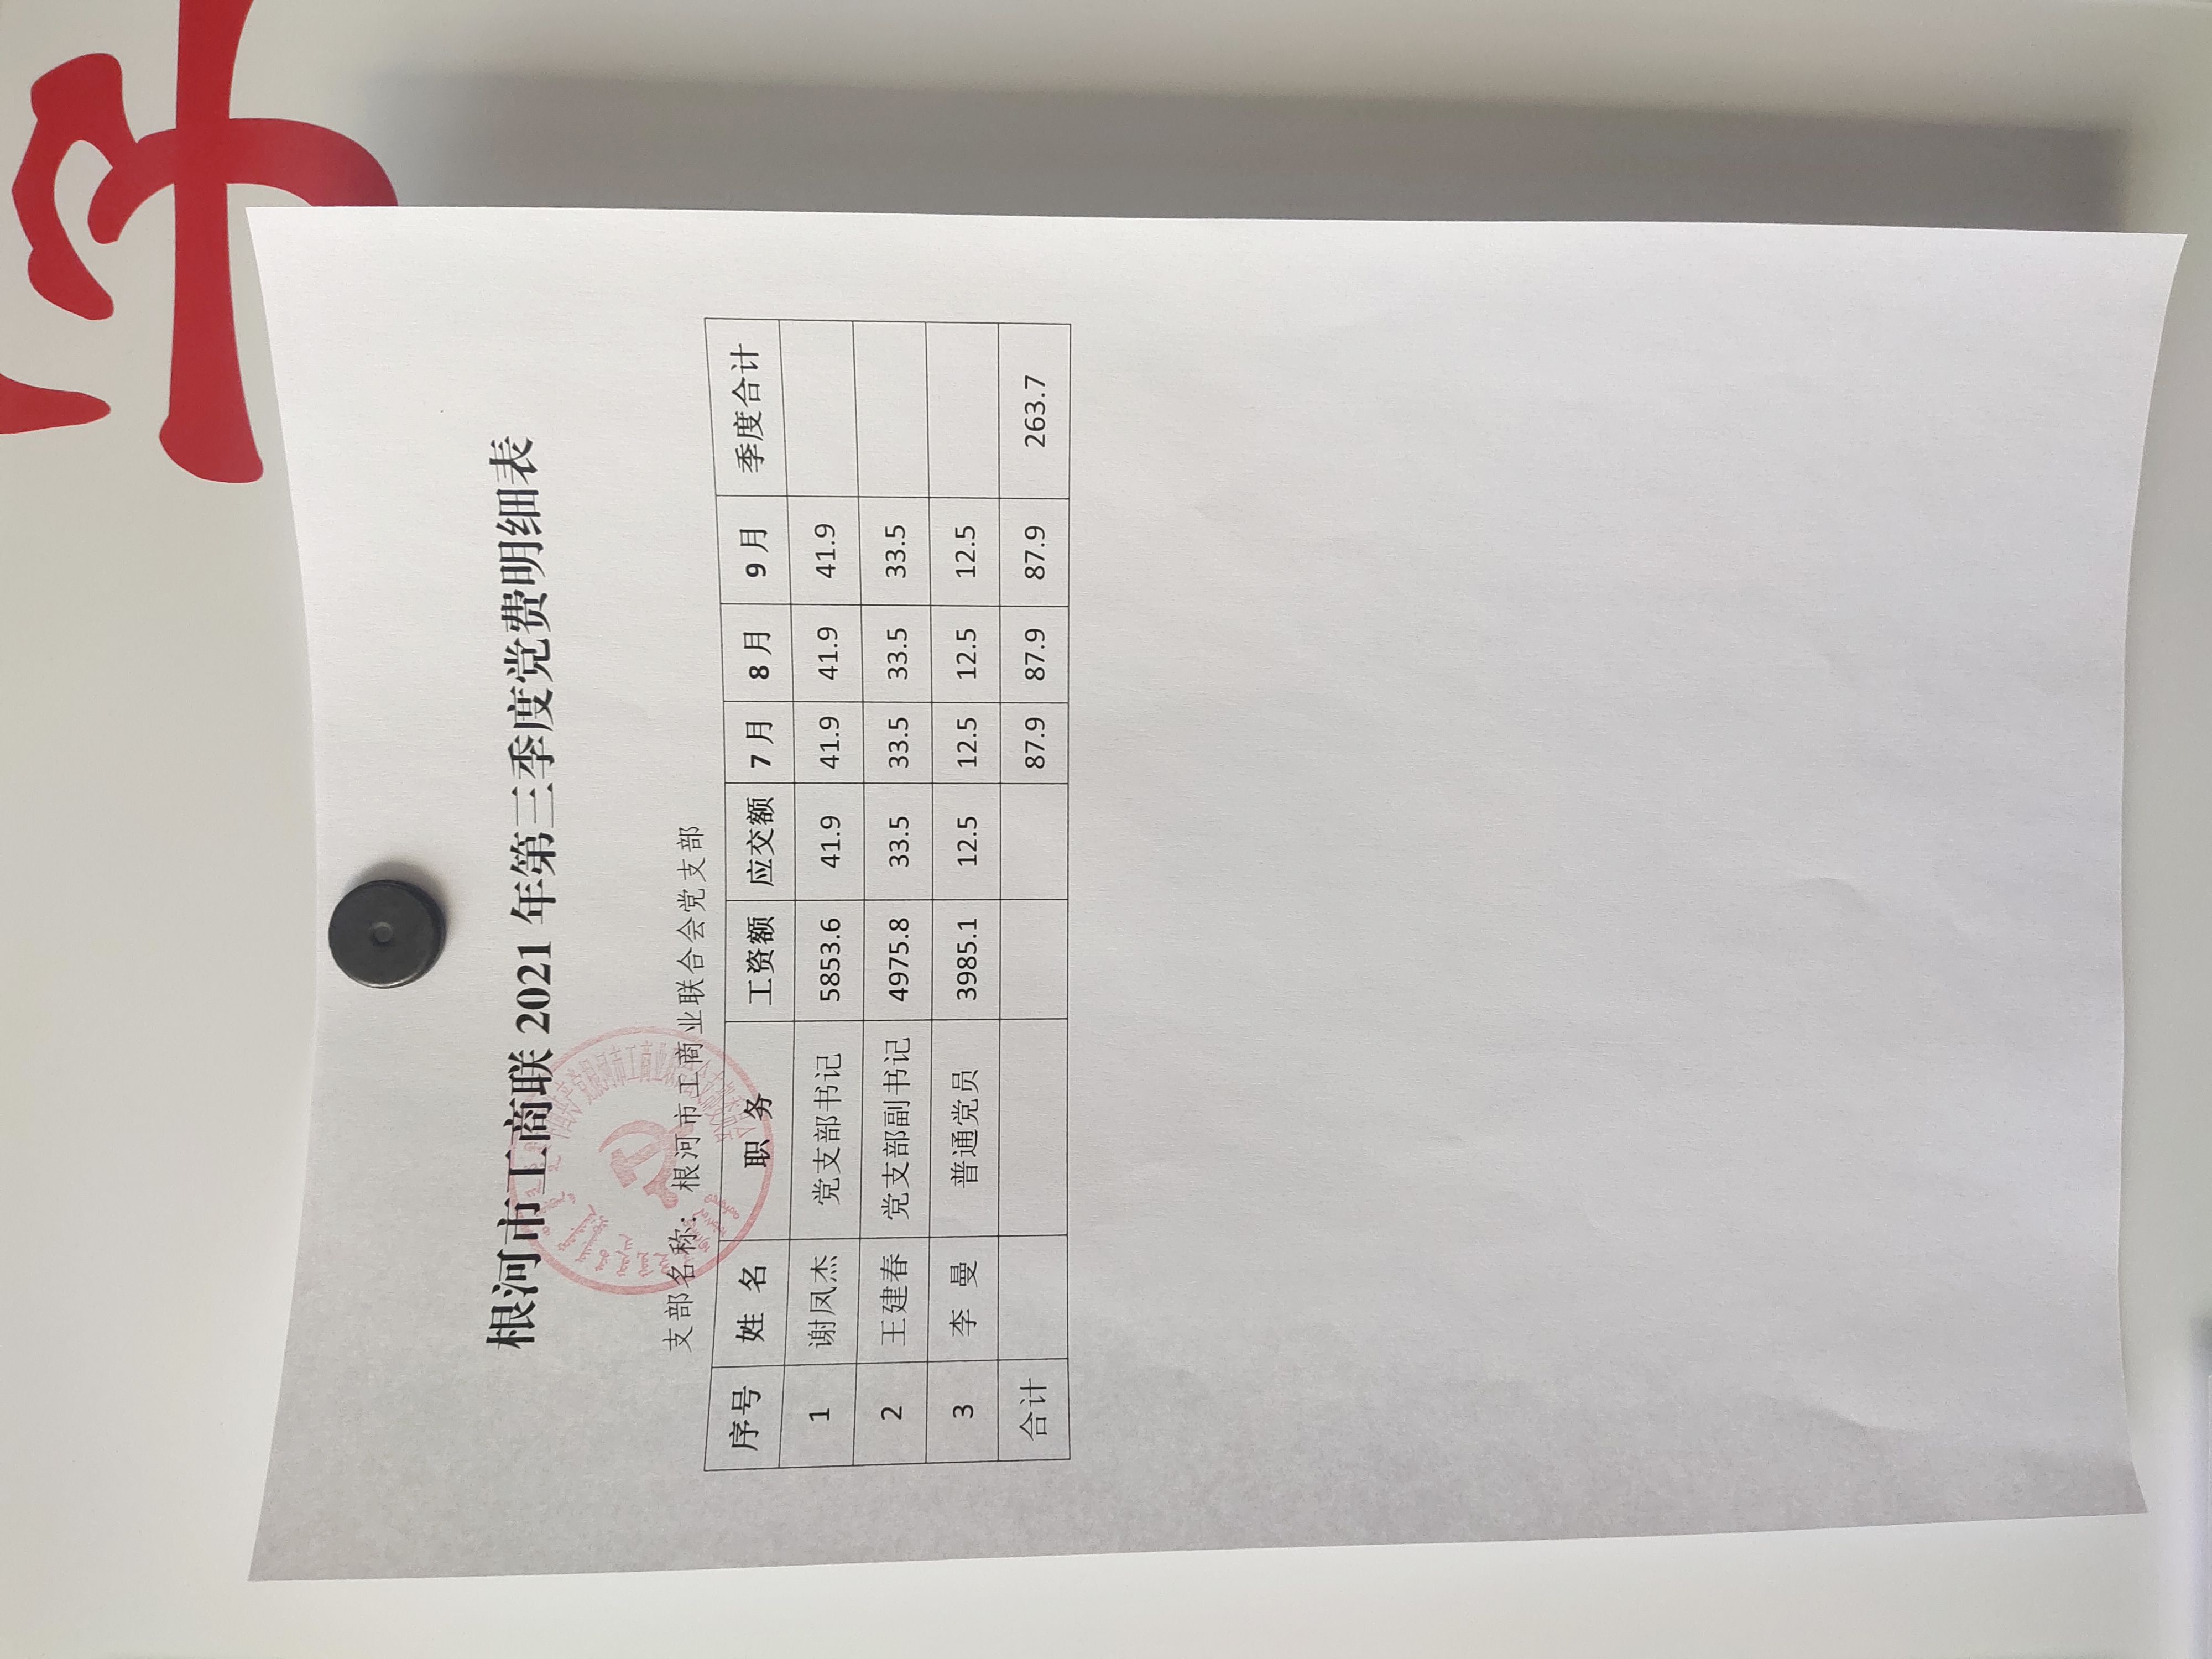 根河市工商联 2021 年第三季度党费明细表
支部名称：根河市工商业联合会党支部
序号 姓 名 职 务 工资额 应交额 7月 8月 9月 季度合计
1 谢凤杰 党支部书记 5853.6 41.9 41.9 41.9 41.9
2 王建春 党支部副书记 4975.8 33.5 33.5 33.5 33.5
3 李 曼 普通党员 3985.1 12.5 12.5 12.5 12.5
合计 87.9 87.9 87.9 263.7